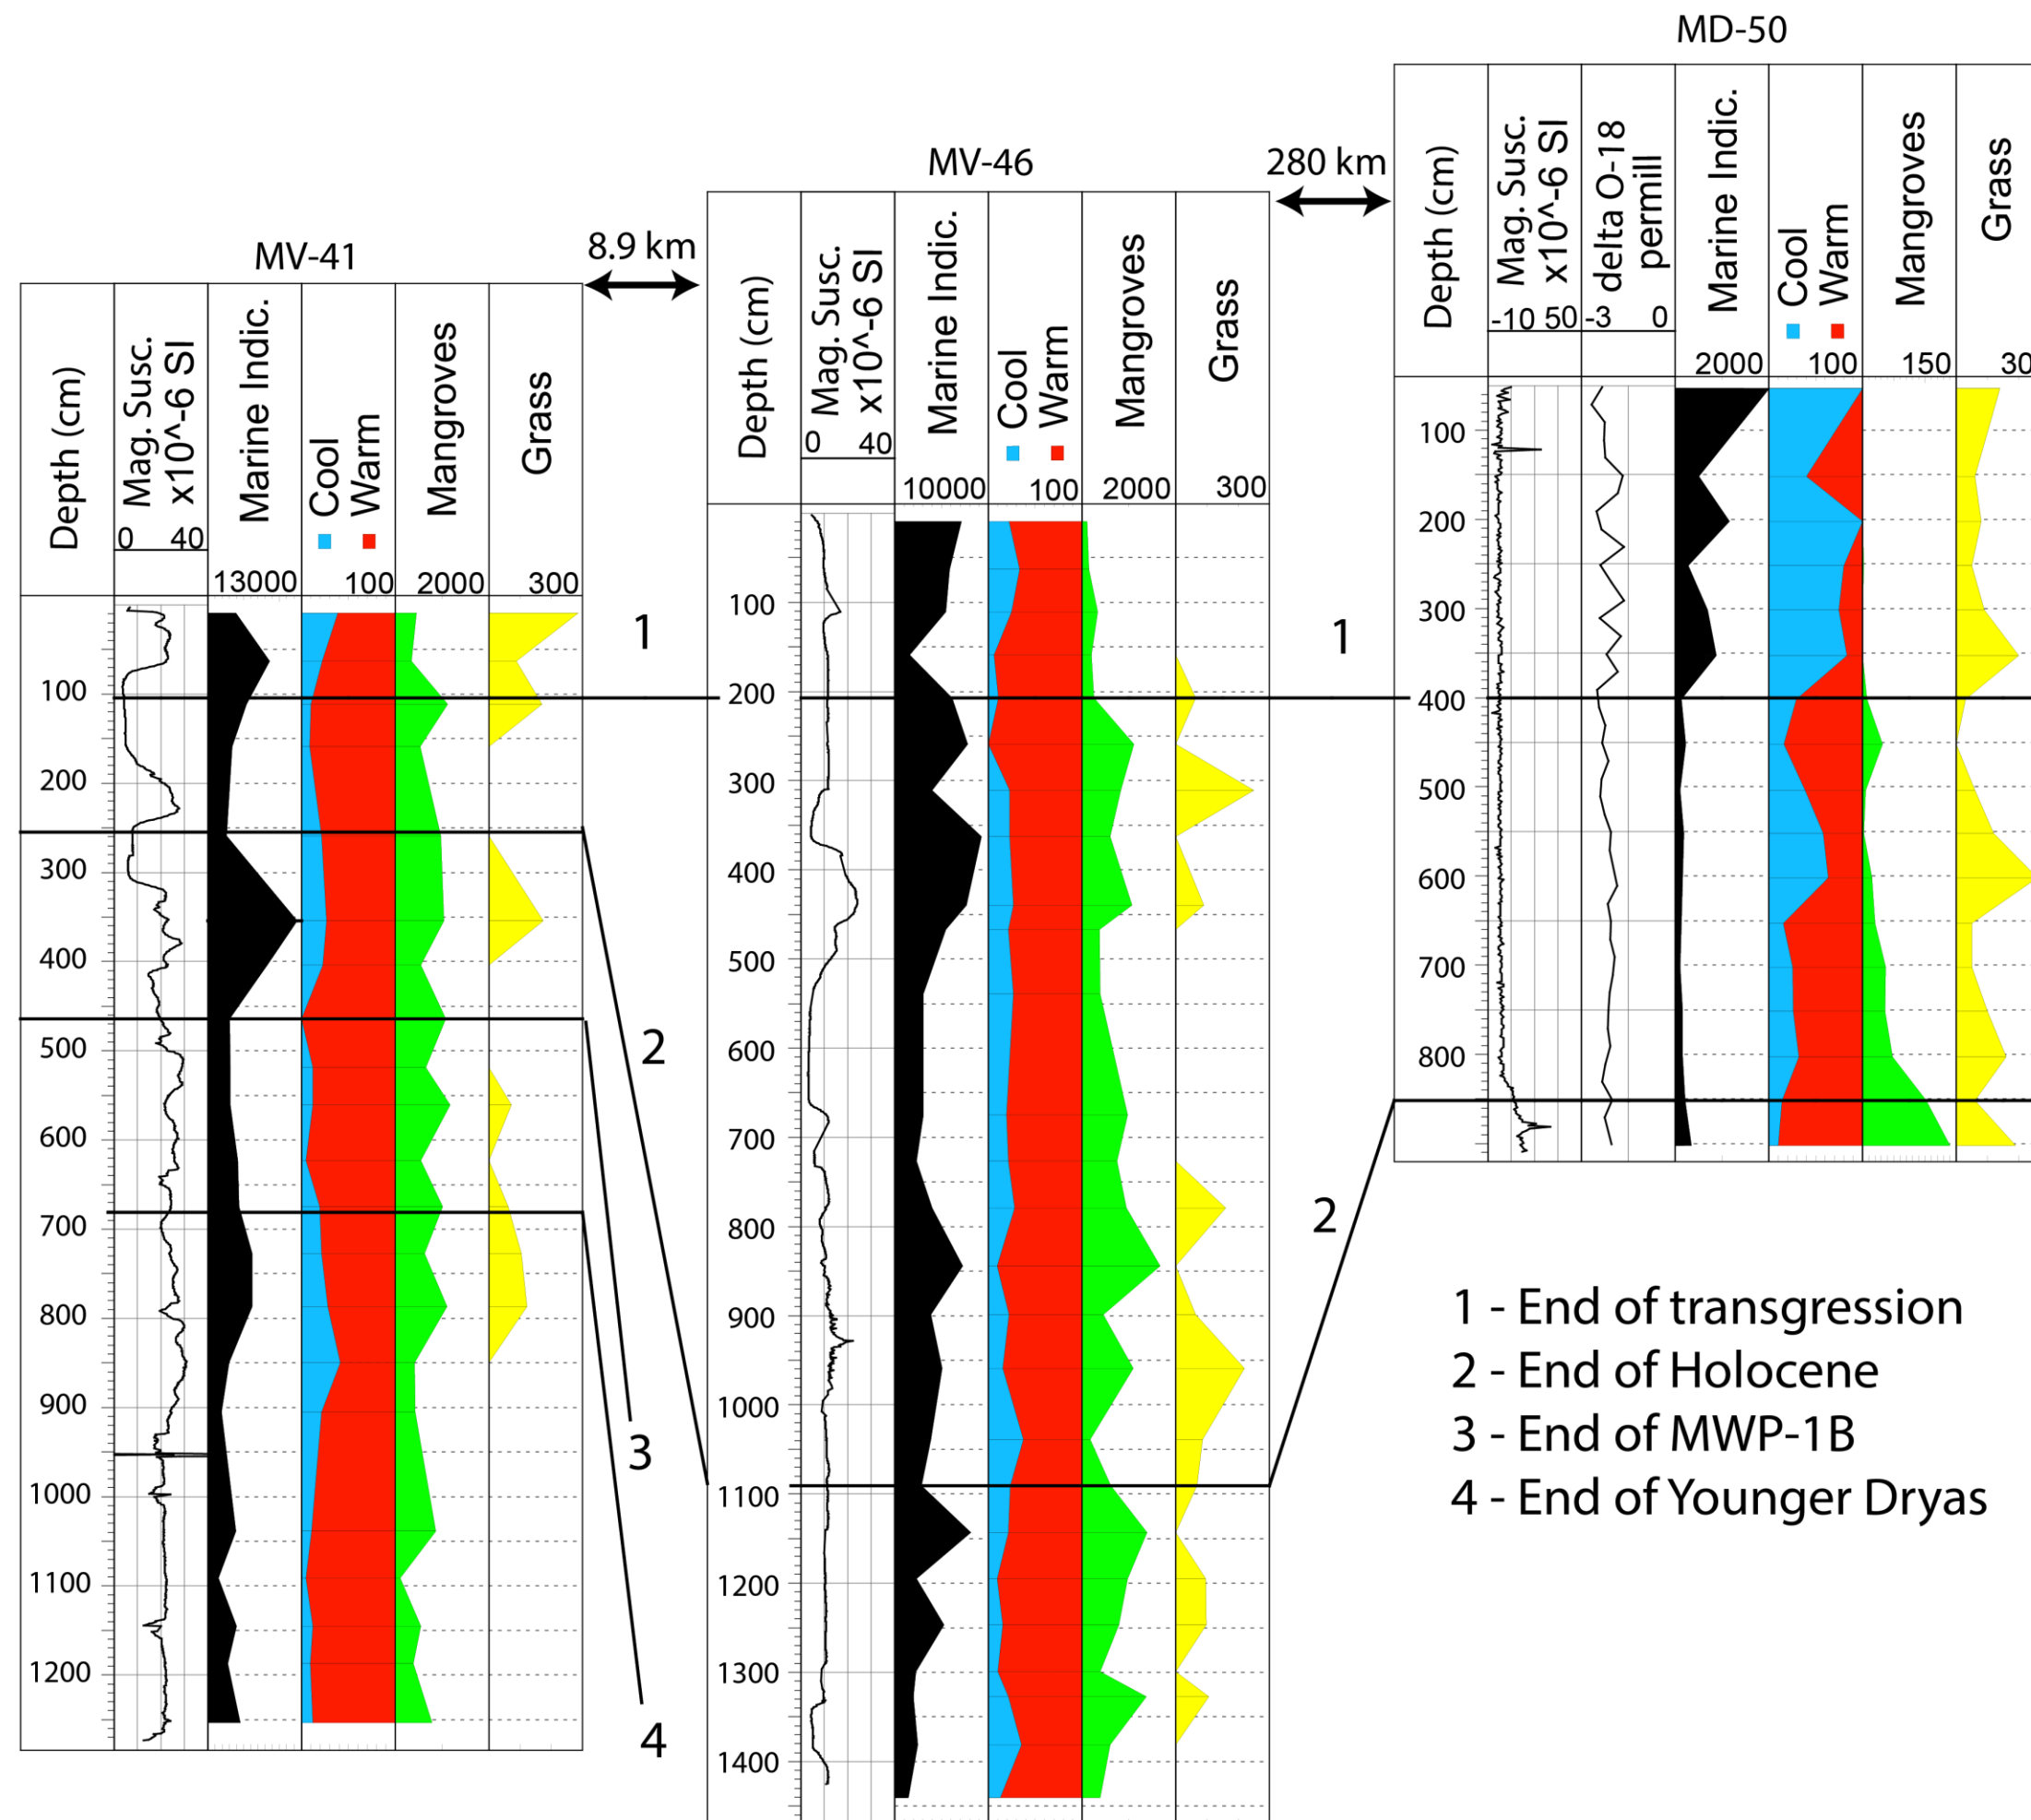 MD-50
MV-46
280 km
MV-41
8.9 km
Depth (cm)
Mag. Susc.
x10^-6 SI
0 40
Marine Indic.
13000
Cool
Warm
100
Mangroves
2000
Grass
300
100
200
300
400
500
600
700
800
900
1000
1100
1200
Depth (cm)
Mag. Susc.
x10^-6 SI
0 40
Marine Indic.
10000
Cool
Warm
100
Mangroves
2000
Grass
300
100
200
300
400
500
600
700
800
900
1000
1100
1200
1300
1400
Depth (cm)
Mag. Susc.
x10^-6 SI
-10 50
delta O-18
permill
-3 0
Marine Indic.
2000
Cool
Warm
100
Mangroves
150
Grass
30
100
200
300
400
500
600
700
800
1
2
3
4
1
2
1 - End of transgression
2 - End of Holocene
3 - End of MWP-1B
4 - End of Younger Dryas